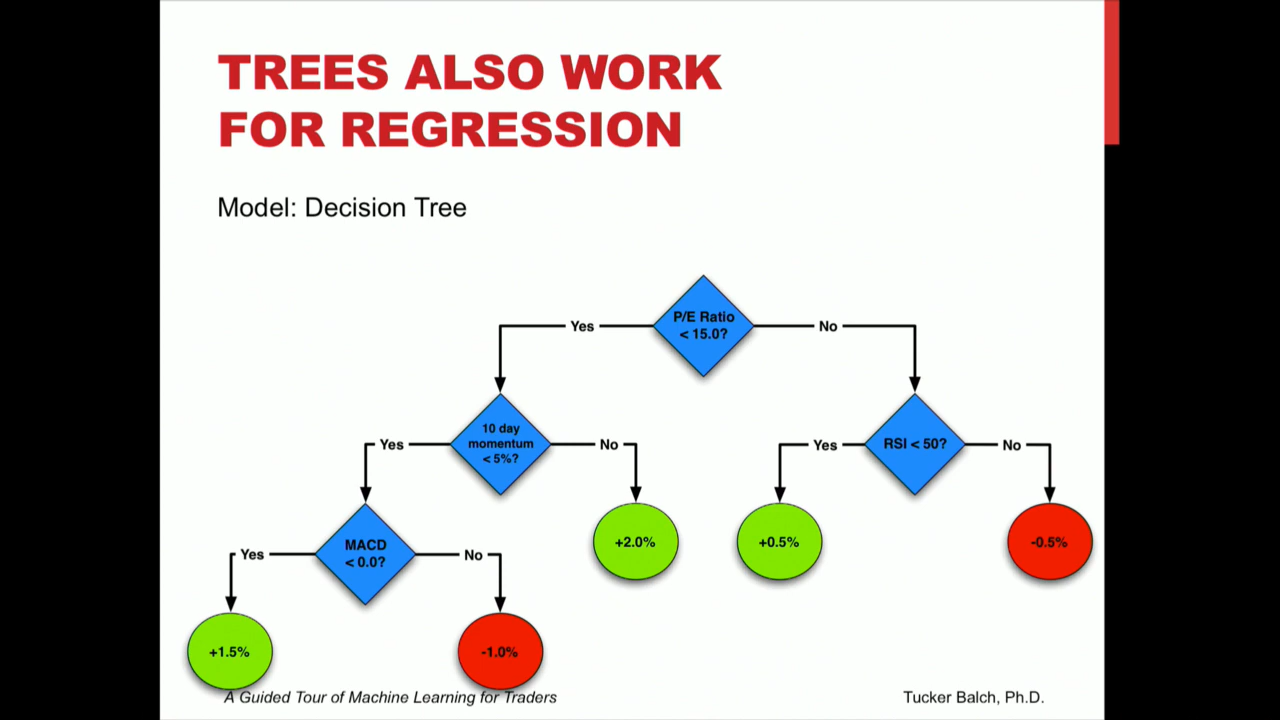 TREES ALSO WORK
FOR REGRESSION
Model: Decision Tree
P/E Ratio
< 15.0?
Yes
No
10 day
momentum
< 5%?
Yes
No
RSI < 50?
Yes
No
MACD
< 0.0?
Yes
No
+2.0%
+0.5%
-0.5%
+1.5%
-1.0%
A Guided Tour of Machine Learning for Traders
Tucker Balch, Ph.D.